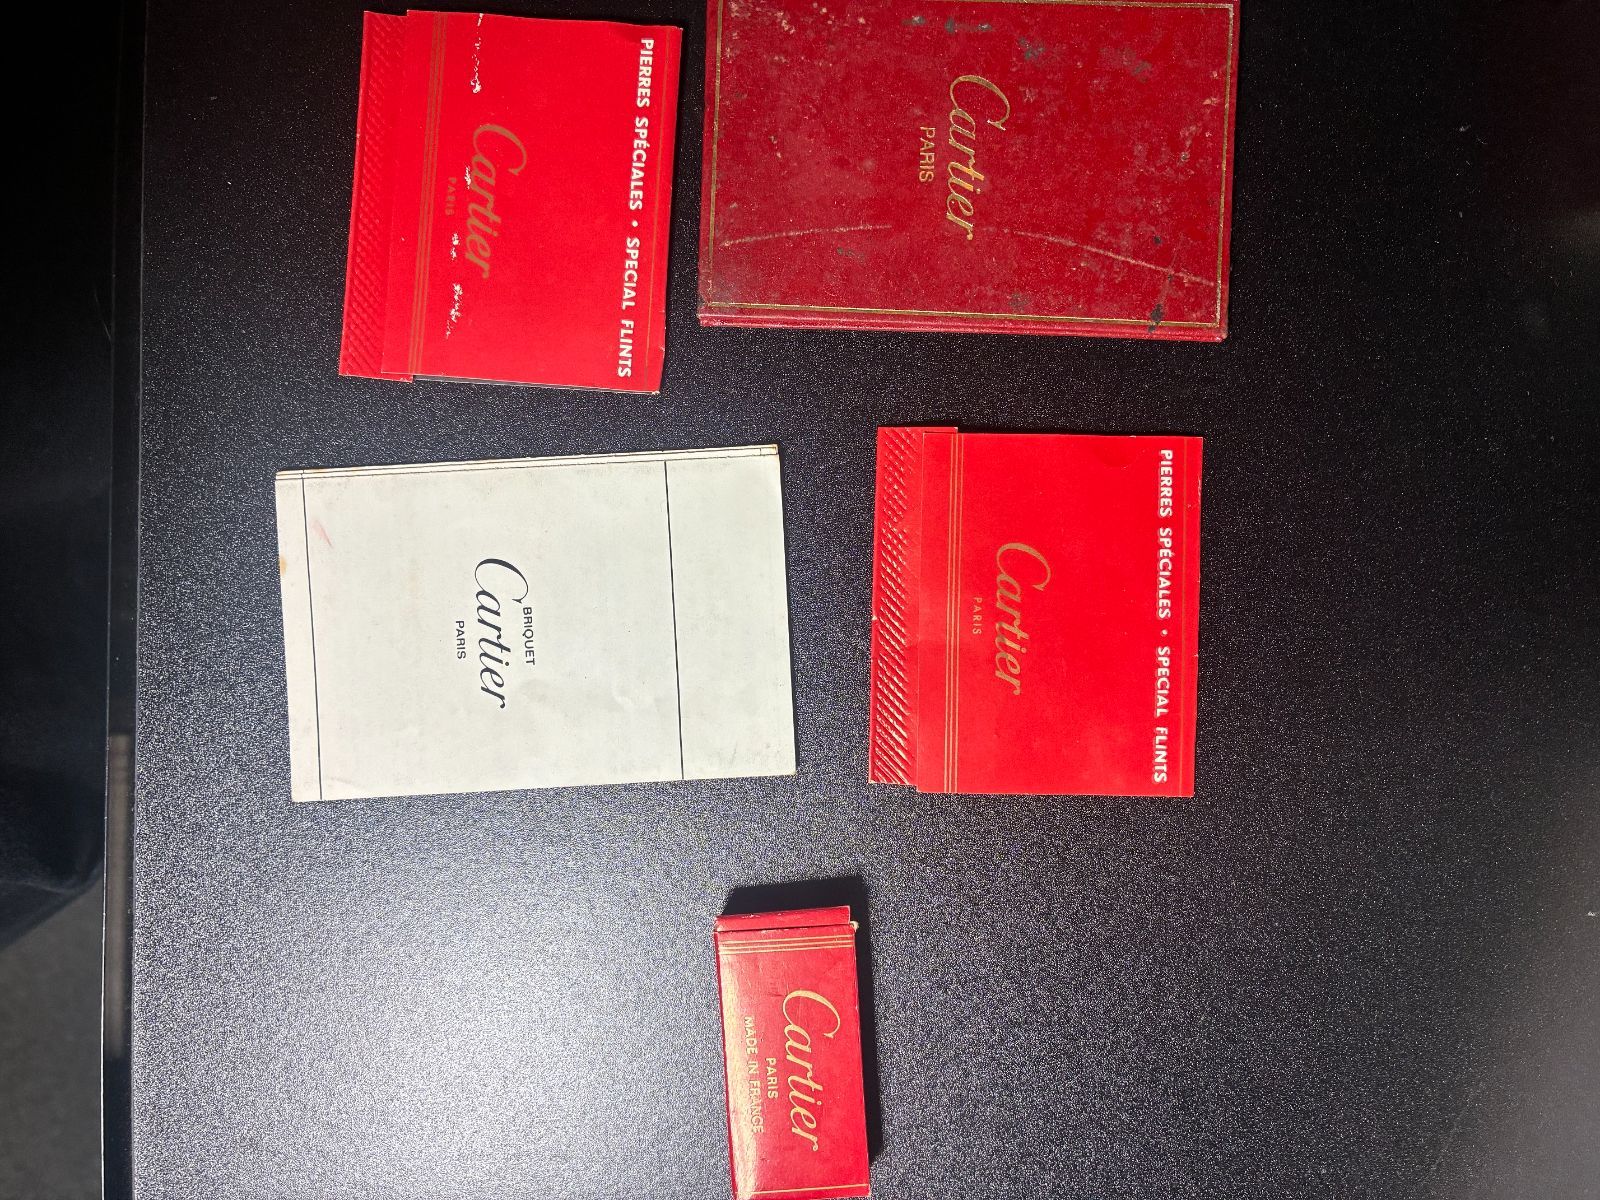 PIERRES SPÉCIALES • SPECIAL FLINTS
Cartier
PARIS
Cartier
PARIS
BRIQUET
Cartier
PARIS
PIERRES SPÉCIALES • SPECIAL FLINTS
Cartier
PARIS
Cartier
PARIS
MADE IN FRANCE